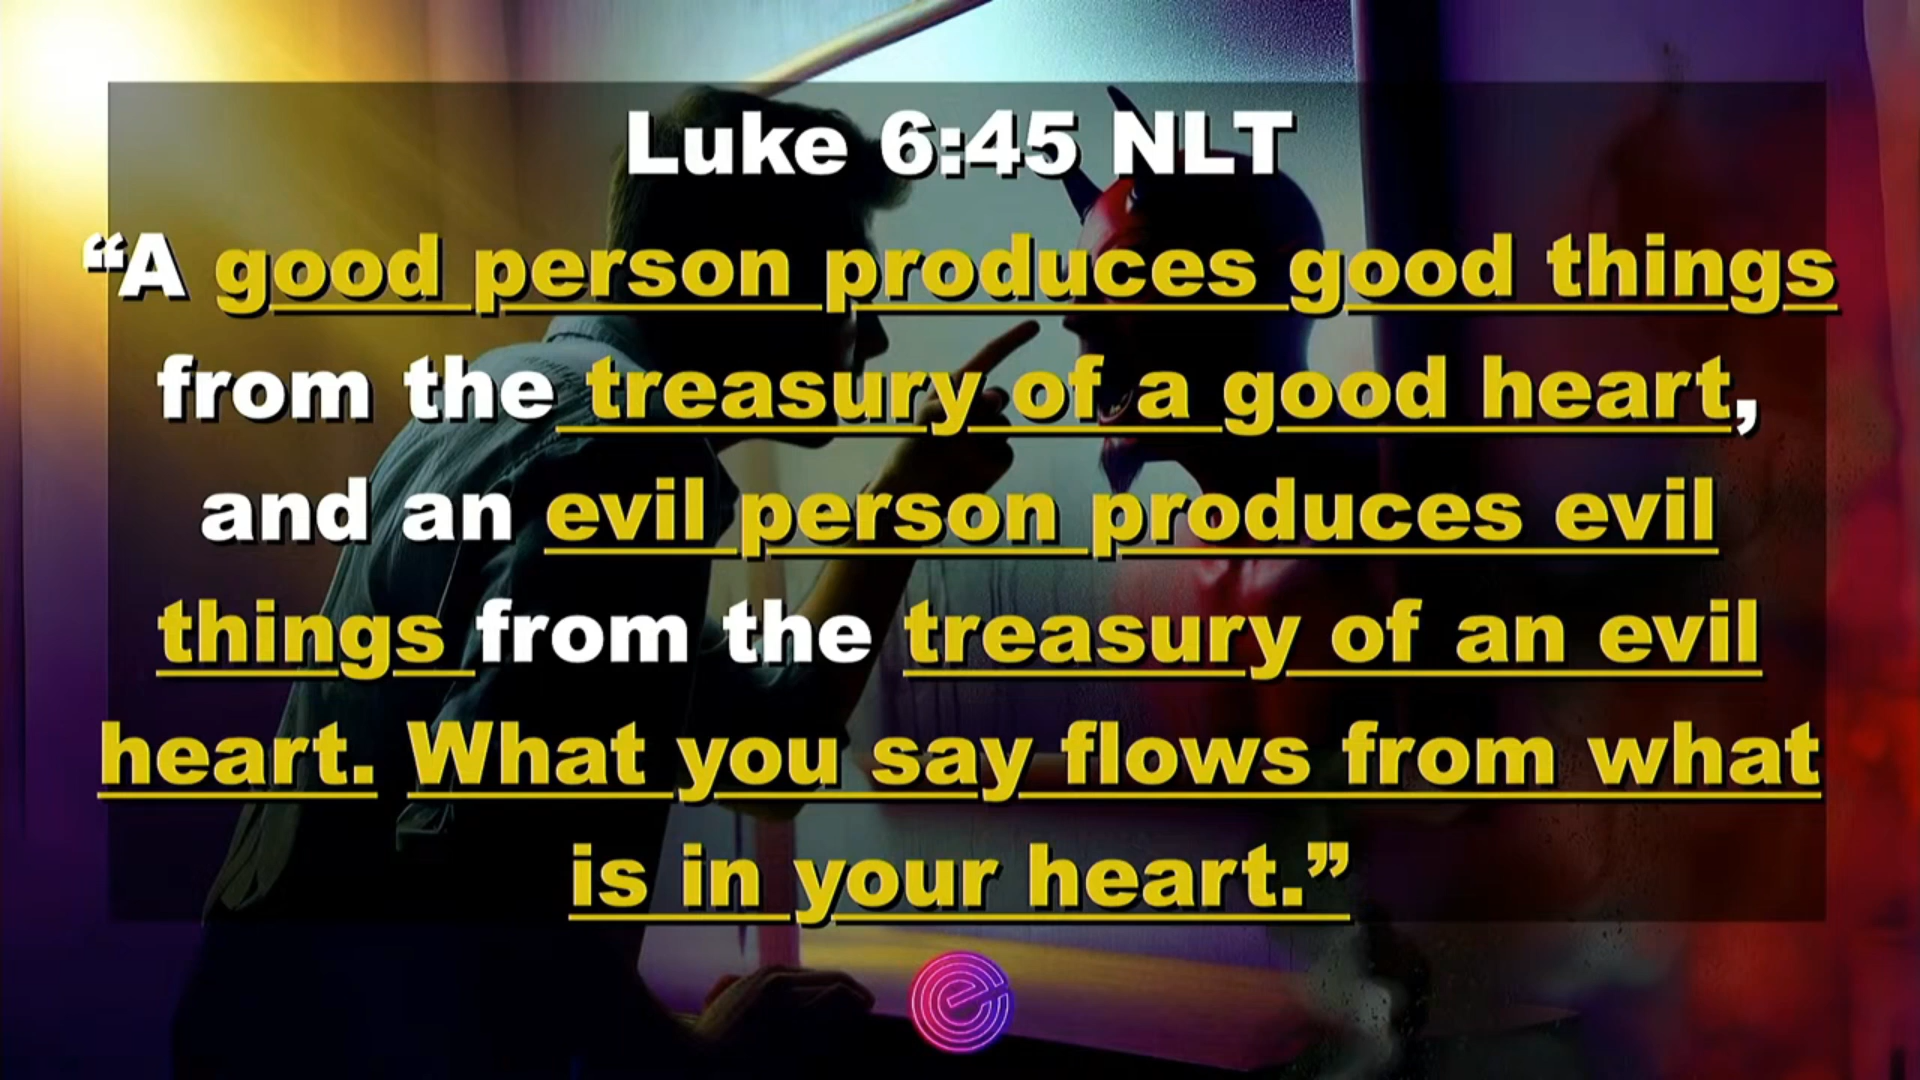 Luke 6:45 NLT
“A good person produces good things
from the treasury of a good heart,
and an evil person produces evil
things from the treasury of an evil
heart. What you say flows from what
is in your heart.”